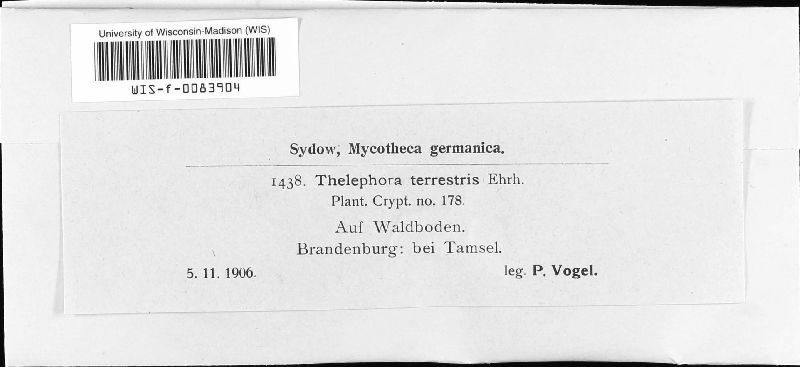 University of Wisconsin-Madison (WIS)
WIS-f-0083904
Sydow, Mycotheca germanica.
1438. Thelephora terrestris Ehrh.
Plant. Crypt. no. 178.
Auf Waldboden.
Brandenburg: bei Tamsel.
5. 11. 1906.
leg. P. Vogel.